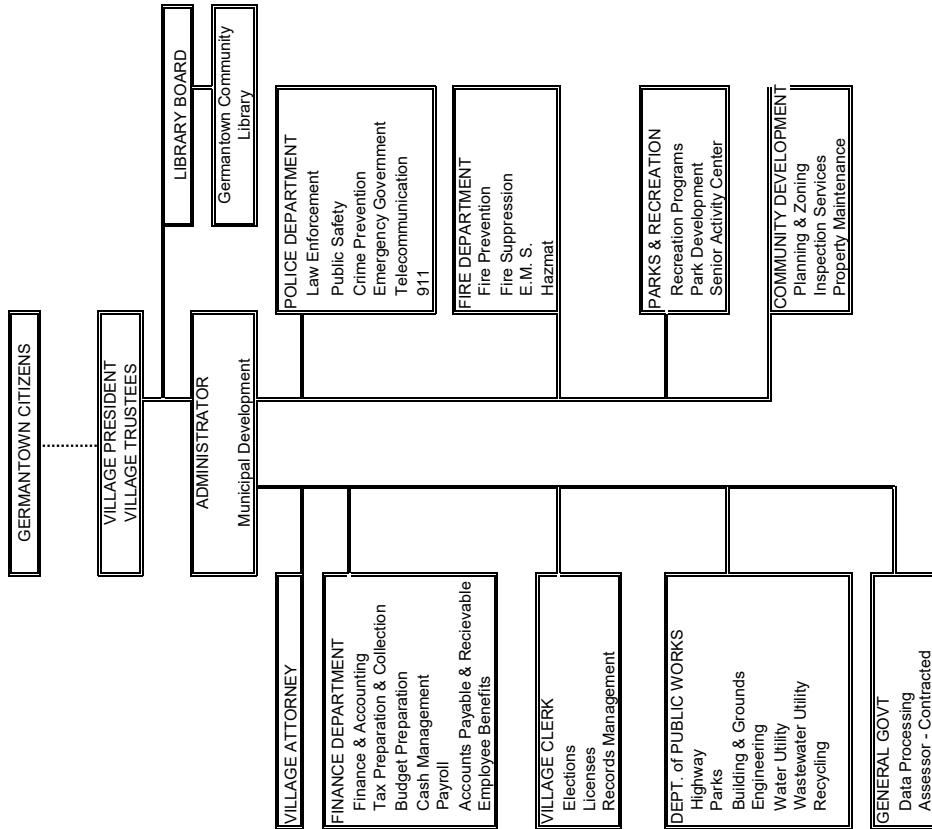 GERMANTOWN CITIZENS
VILLAGE PRESIDENT
VILLAGE TRUSTEES
LIBRARY BOARD
Germantown Community
Library
ADMINISTRATOR
Municipal Development
VILLAGE ATTORNEY
FINANCE DEPARTMENT
Finance & Accounting
Tax Preparation & Collection
Budget Preparation
Cash Management
Payroll
Accounts Payable & Recievable
Employee Benefits
VILLAGE CLERK
Elections
Licenses
Records Management
DEPT. of PUBLIC WORKS
Highway
Parks
Building & Grounds
Engineering
Water Utility
Wastewater Utility
Recycling
GENERAL GOVT
Data Processing
Assessor - Contracted
POLICE DEPARTMENT
Law Enforcement
Public Safety
Crime Prevention
Emergency Government
Telecommunication
911
FIRE DEPARTMENT
Fire Prevention
Fire Suppression
E.M. S.
Hazmat
PARKS & RECREATION
Recreation Programs
Park Development
Senior Activity Center
COMMUNITY DEVELOPMENT
Planning & Zoning
Inspection Services
Property Maintenance